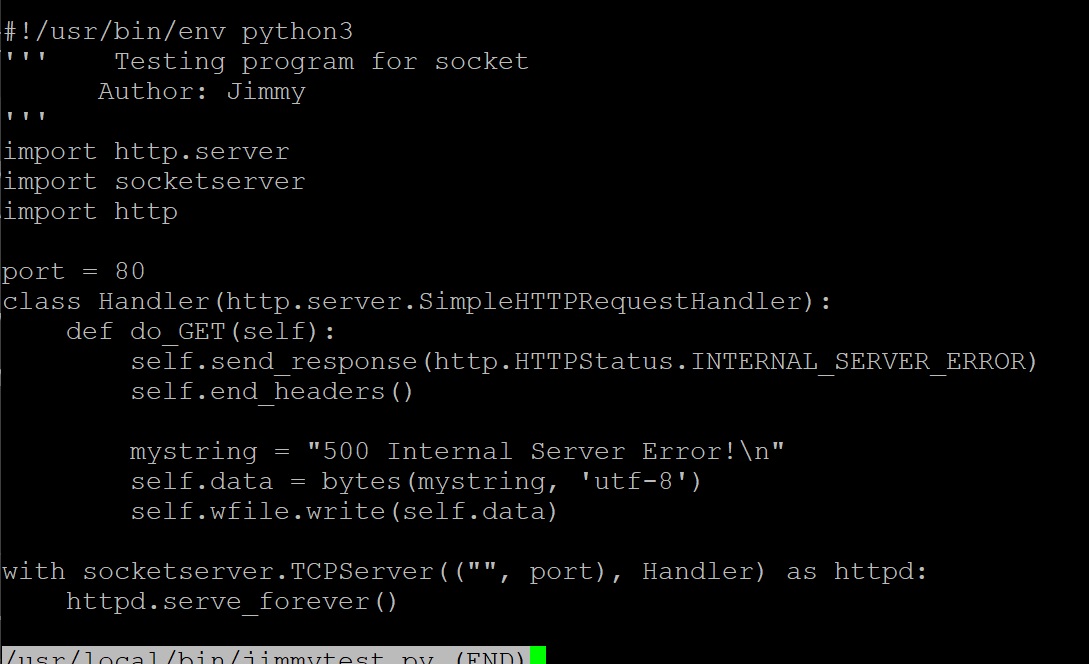 #!/usr/bin/env python3
'''    Testing program for socket
      Author: Jimmy
'''
import http.server
import socketserver
import http

port = 80
class Handler(http.server.SimpleHTTPRequestHandler):
    def do_GET(self):
        self.send_response(http.HTTPStatus.INTERNAL_SERVER_ERROR)
        self.end_headers()

        mystring = "500 Internal Server Error!\n"
        self.data = bytes(mystring, 'utf-8')
        self.wfile.write(self.data)

with socketserver.TCPServer(("", port), Handler) as httpd:
    httpd.serve_forever()

/usr/local/bin/jimmytest.py (END)